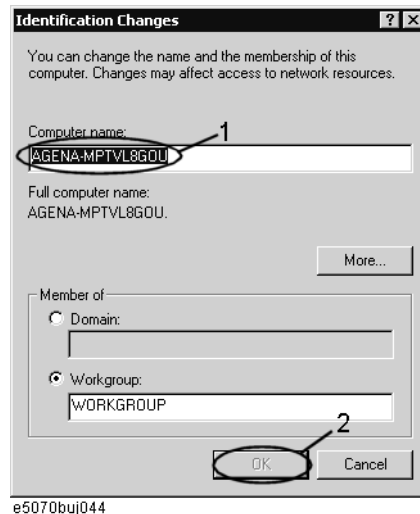 Identification Changes
You can change the name and the membership of this
computer. Changes may affect access to network resources.
1
Computer name:
AGENA-MPTVL8GOU
Full computer name:
AGENA-MPTVL8GOU.
More...
Member of
Domain:
Workgroup:
WORKGROUP
2
OK Cancel
e5070buj044